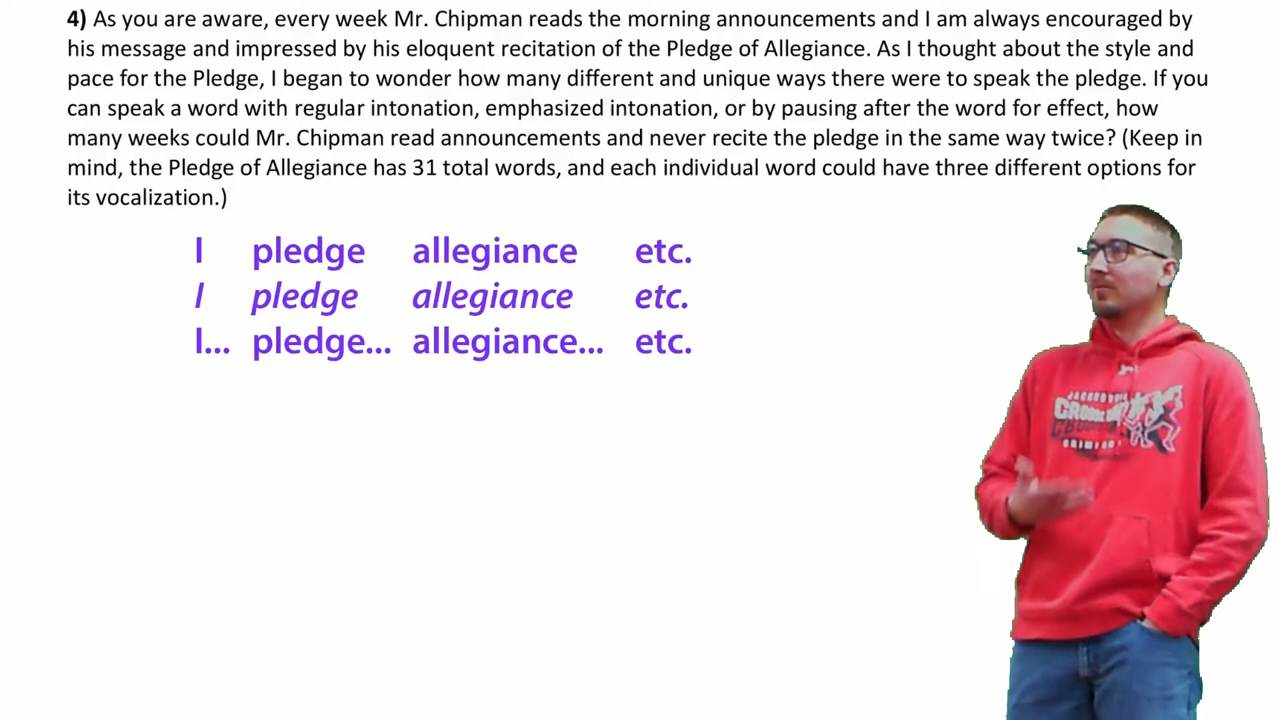 4) As you are aware, every week Mr. Chipman reads the morning announcements and I am always encouraged by
his message and impressed by his eloquent recitation of the Pledge of Allegiance. As I thought about the style and
pace for the Pledge, I began to wonder how many different and unique ways there were to speak the pledge. If you
can speak a word with regular intonation, emphasized intonation, or by pausing after the word for effect, how
many weeks could Mr. Chipman read announcements and never recite the pledge in the same way twice? (Keep in
mind, the Pledge of Allegiance has 31 total words, and each individual word could have three different options for
its vocalization.)
I pledge allegiance etc.
I pledge allegiance etc.
I... pledge... allegiance... etc.